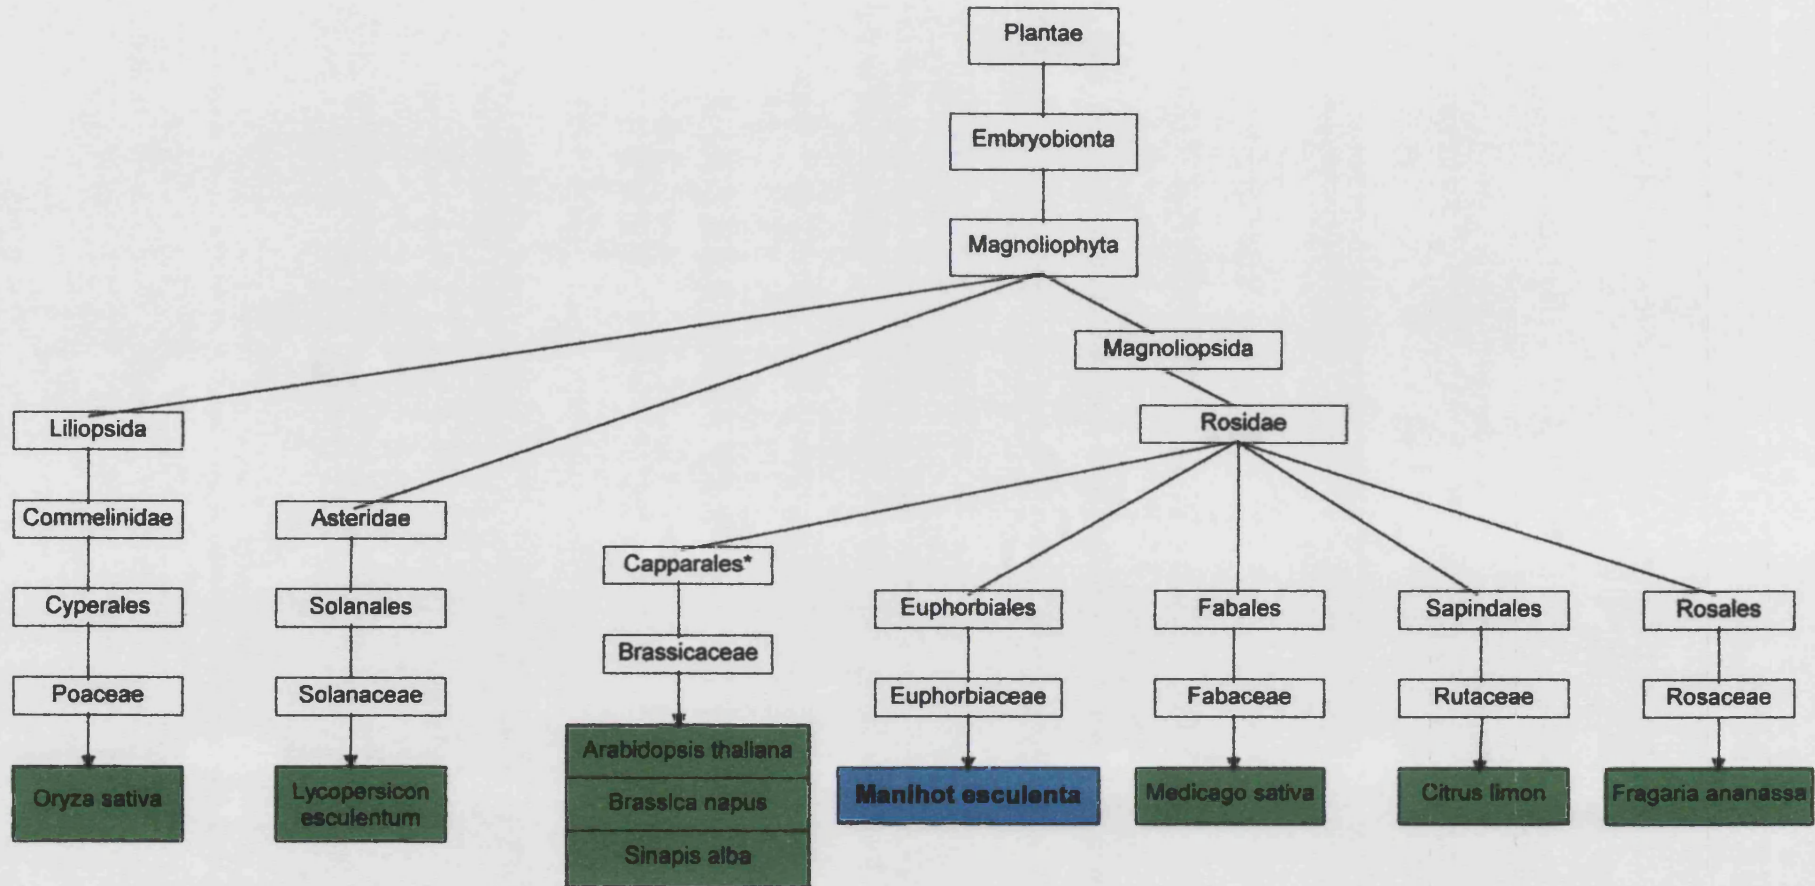 Plantae
Embryobionta
Magnoliophyta
Magnoliopsida
Liliopsida
Rosidae
Commelinidae
Asteridae
Capparales*
Cyperales
Solanales
Euphorbiales
Fabales
Sapindales
Rosales
Brassicaceae
Poaceae
Solanaceae
Euphorbiaceae
Fabaceae
Rutaceae
Rosaceae
Oryza sativa
Lycopersicon
esculentum
Arabidopsis thaliana
Brassica napus
Sinapis alba
Manihot esculenta
Medicago sativa
Citrus limon
Fragaria ananassa